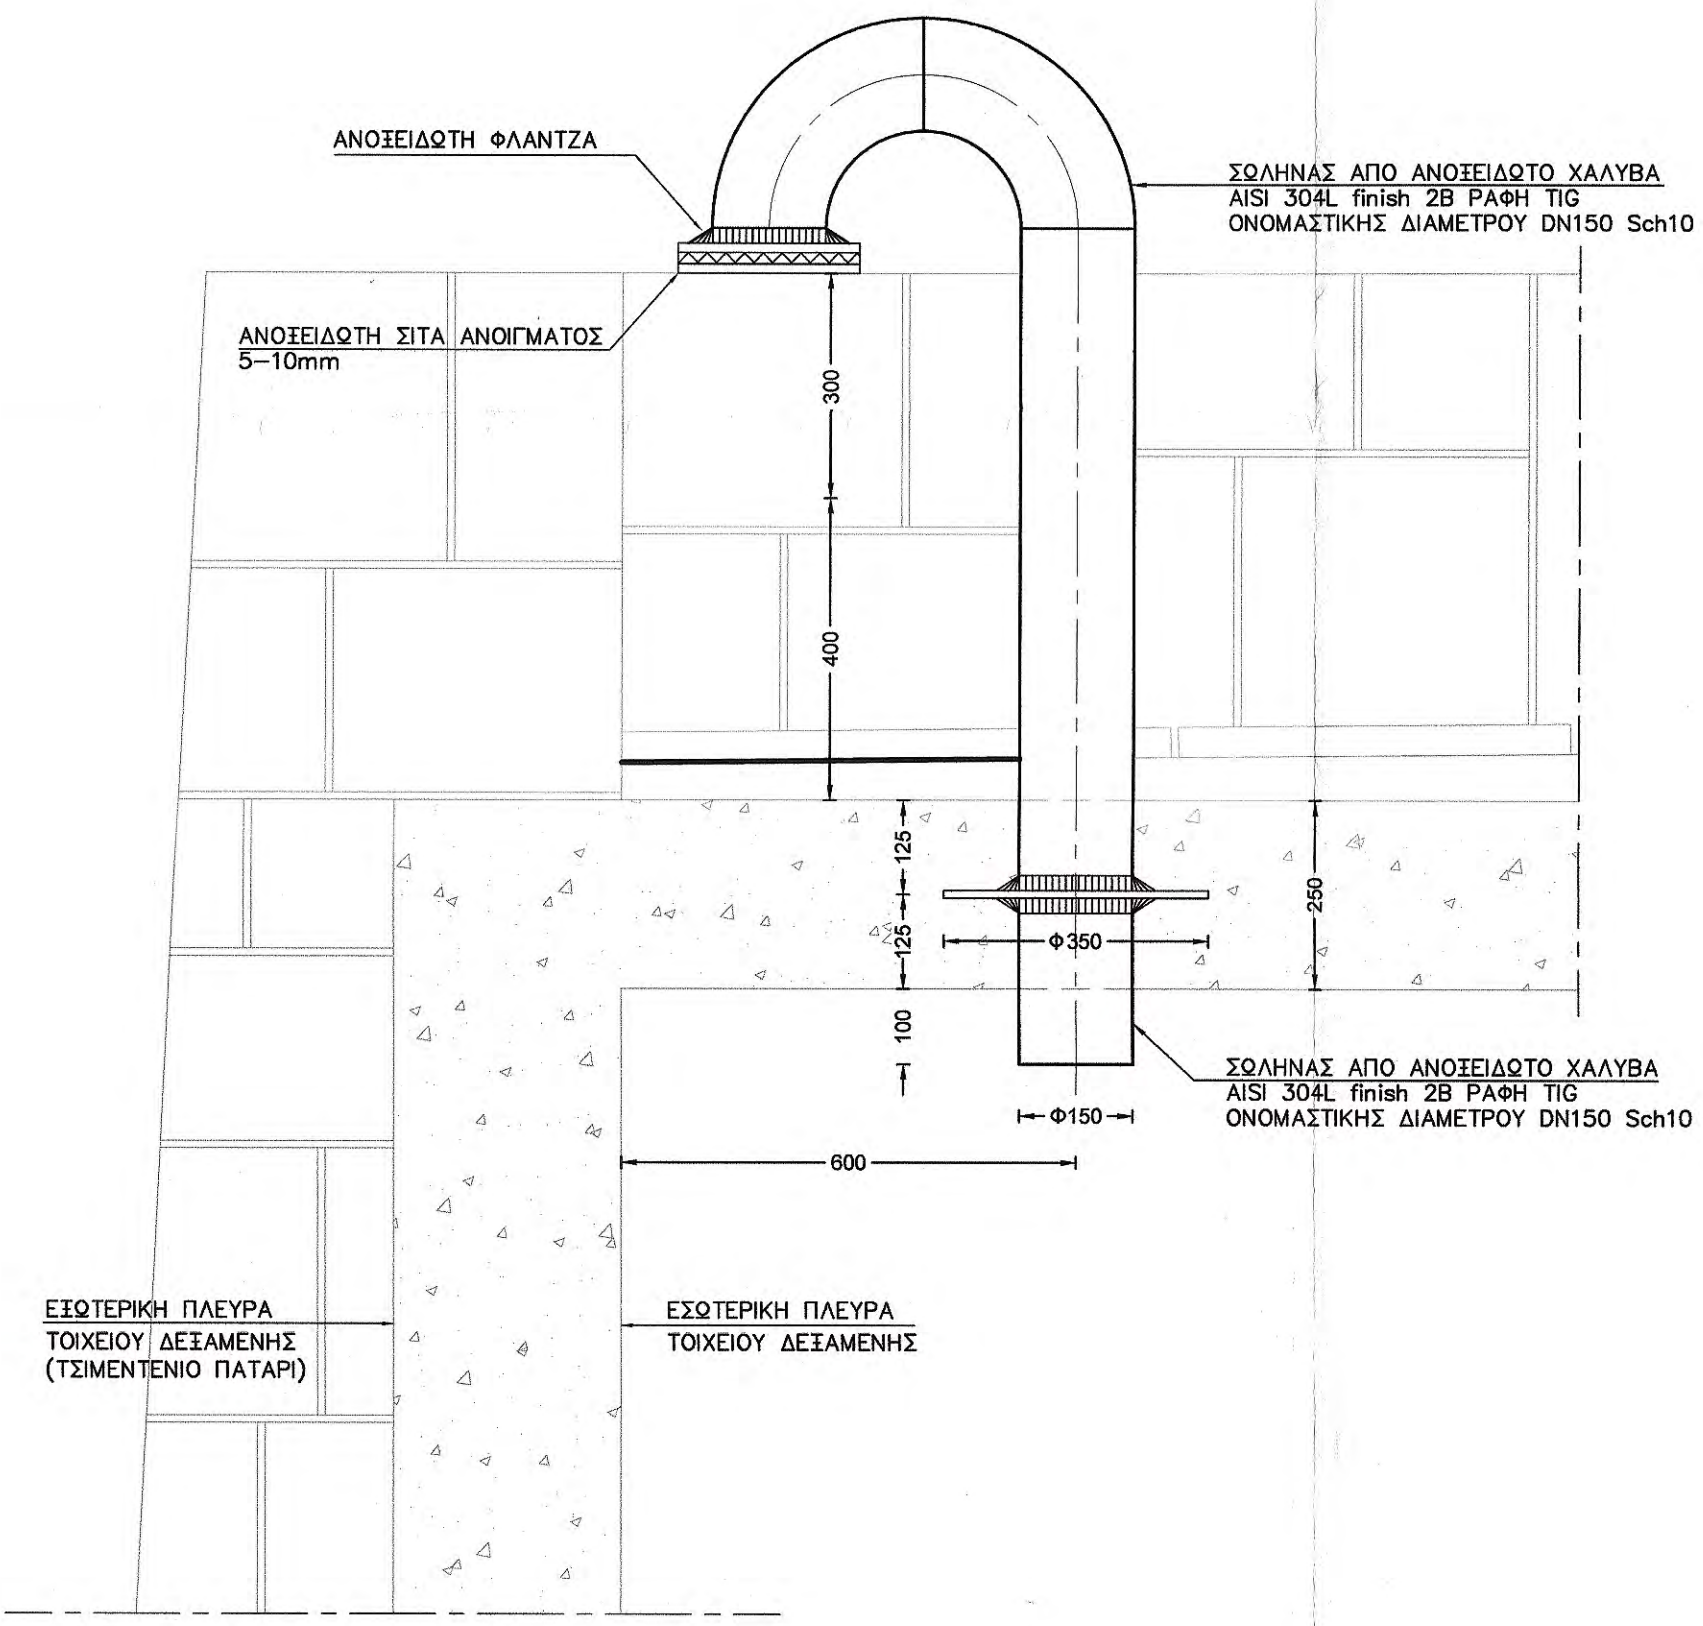 ΑΝΟΞΕΙΔΩΤΗ ΦΛΑΝΤΖΑ
ΣΩΛΗΝΑΣ ΑΠΟ ΑΝΟΞΕΙΔΩΤΟ ΧΑΛΥΒΑ
AISI 304L finish 2B ΡΑΦΗ TIG
ΟΝΟΜΑΣΤΙΚΗΣ ΔΙΑΜΕΤΡΟΥ DN150 Sch10
ΑΝΟΞΕΙΔΩΤΗ ΣΙΤΑ ΑΝΟΙΓΜΑΤΟΣ
5-10mm
300
400
125
250
125
Φ350
100
ΣΩΛΗΝΑΣ ΑΠΟ ΑΝΟΞΕΙΔΩΤΟ ΧΑΛΥΒΑ
AISI 304L finish 2B ΡΑΦΗ TIG
ΟΝΟΜΑΣΤΙΚΗΣ ΔΙΑΜΕΤΡΟΥ DN150 Sch10
Φ150
600
ΕΞΩΤΕΡΙΚΗ ΠΛΕΥΡΑ
ΤΟΙΧΕΙΟΥ ΔΕΞΑΜΕΝΗΣ
(ΤΣΙΜΕΝΤΕΝΙΟ ΠΑΤΑΡΙ)
ΕΣΩΤΕΡΙΚΗ ΠΛΕΥΡΑ
ΤΟΙΧΕΙΟΥ ΔΕΞΑΜΕΝΗΣ